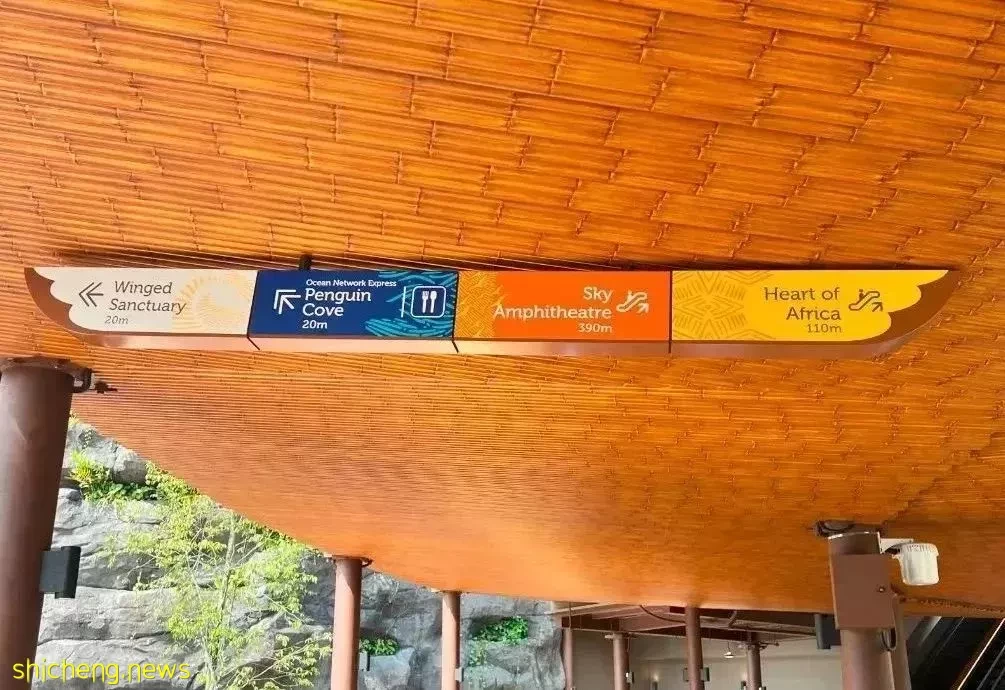 Winged
Sanctuary
20m
Ocean Network Express
Penguin
Cove
20m
Sky
Amphitheatre
390m
Heart of
Africa
110m
shicheng.news